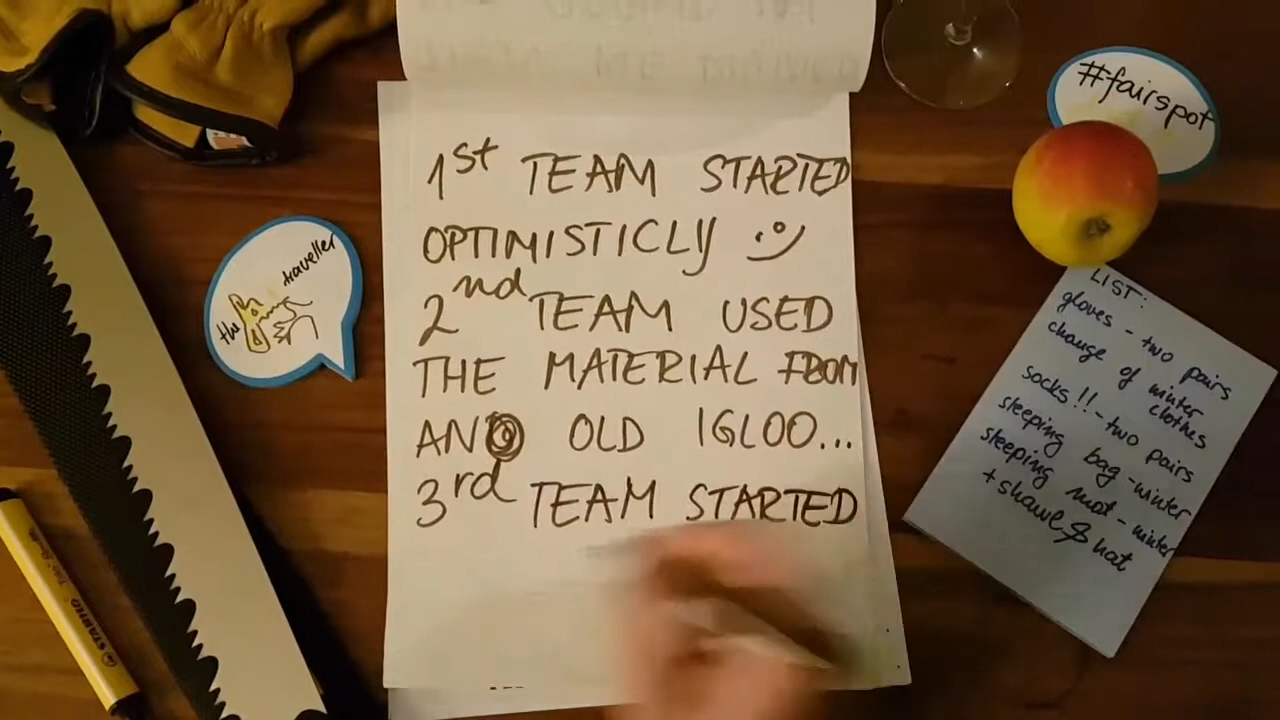 1st TEAM STARTED
OPTIMISTICLY
2nd TEAM USED
THE MATERIAL FROM
AN OLD IGLOO...
3rd TEAM STARTED
#fairspot
the traveller
LIST:
gloves - two pairs
change of winter
clothes
socks!! - two pairs
sleeping bag - winter
sleeping mat - winter
+ shawl & hat
STABILO